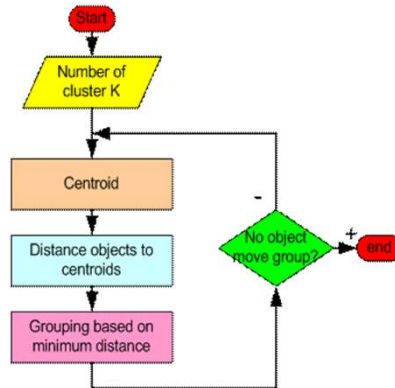 Start
Number of
cluster K
Centroid
-
Distance objects to
centroids
No object
move group?
+
end
Grouping based on
minimum distance